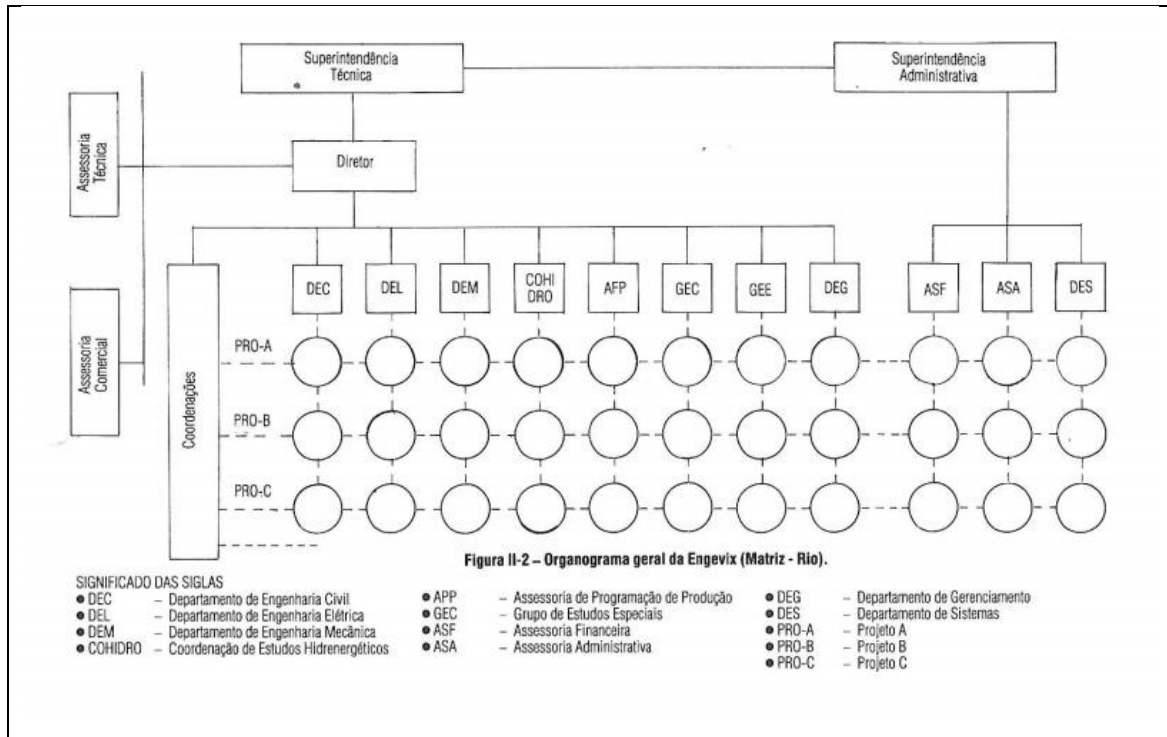 Superintendência
Técnica
Superintendência
Administrativa
Assessoria
Técnica
Diretor
Assessoria
Comercial
Coordenações
DEC
DEL
DEM
COHI
DRO
AFP
GEC
GEE
DEG
ASF
ASA
DES
PRO-A
PRO-B
PRO-C
Figura II-2 – Organograma geral da Engevix (Matriz - Rio).
SIGNIFICADO DAS SIGLAS
● DEC – Departamento de Engenharia Civil
● DEL – Departamento de Engenharia Elétrica
● DEM – Departamento de Engenharia Mecânica
● COHIDRO – Coordenação de Estudos Hidrenergéticos
● APP – Assessoria de Programação de Produção
● GEC – Grupo de Estudos Especiais
● ASF – Assessoria Financeira
● ASA – Assessoria Administrativa
● DEG – Departamento de Gerenciamento
● DES – Departamento de Sistemas
● PRO-A – Projeto A
● PRO-B – Projeto B
● PRO-C – Projeto C